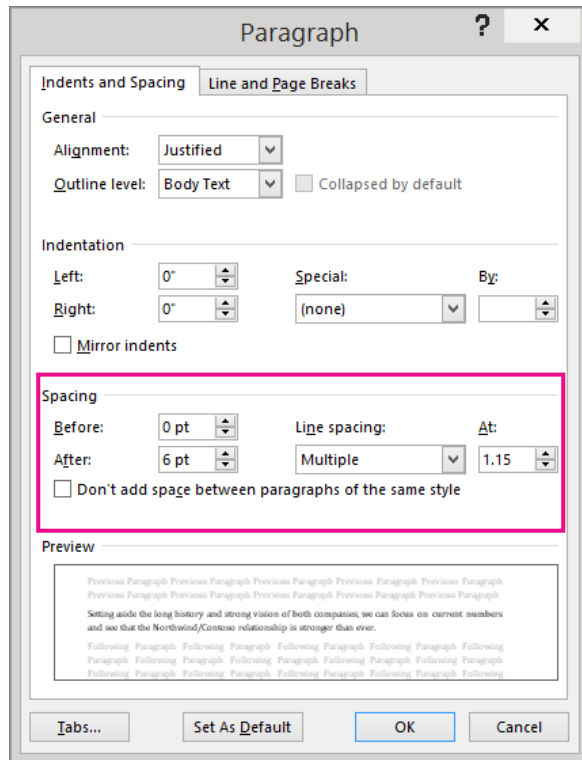 Paragraph ? x
Indents and Spacing Line and Page Breaks
General
Alignment: Justified
Outline level: Body Text Collapsed by default
Indentation
Left: 0" Special: By:
Right: 0" (none)
Mirror indents
Spacing
Before: 0 pt Line spacing: At:
After: 6 pt Multiple 1.15
Don't add space between paragraphs of the same style
Preview
Previous Paragraph Previous Paragraph Previous Paragraph Previous Paragraph Previous Paragraph
Previous Paragraph Previous Paragraph Previous Paragraph Previous Paragraph Previous Paragraph
Setting aside the long history and strong vision of both companies, we can focus on current numbers
and see that the Northwind/Contoso relationship is stronger than ever.
Following Paragraph Following Paragraph Following Paragraph Following Paragraph Following
Paragraph Following Paragraph Following Paragraph Following Paragraph Following Paragraph
Following Paragraph Following Paragraph Following Paragraph Following Paragraph Following
Tabs... Set As Default OK Cancel